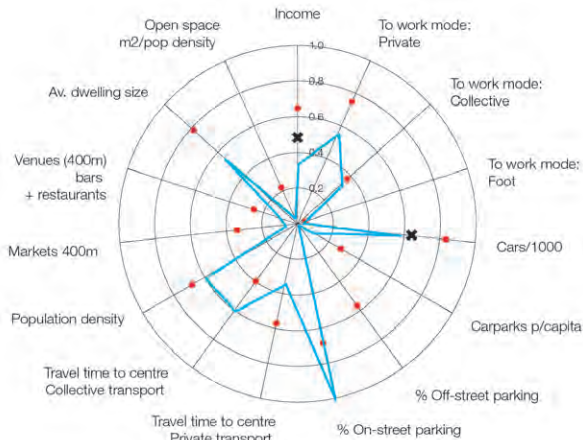 Income
Open space
m2/pop density
To work mode:
Private
Av. dwelling size
To work mode:
Collective
Venues (400m)
bars
+ restaurants
To work mode:
Foot
Markets 400m
Cars/1000
Population density
Carparks p/capita
Travel time to centre
Collective transport
% Off-street parking
Travel time to centre
Private transport
% On-street parking
1.0
0.8
0.6
0.4
0.2